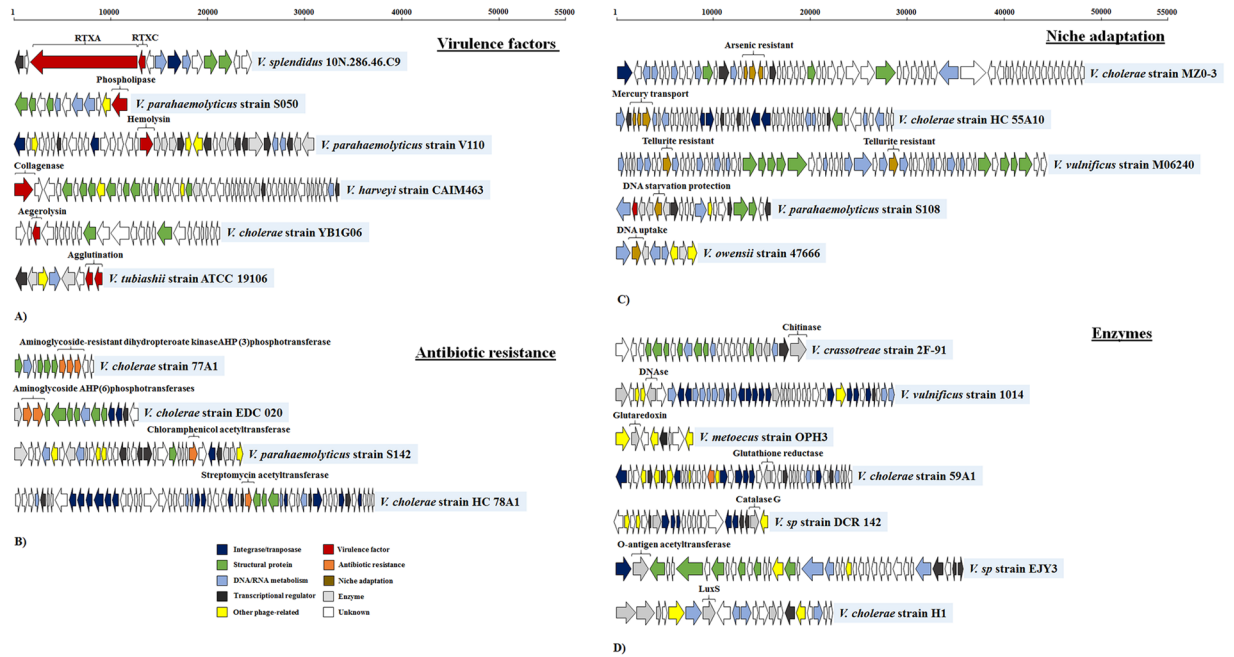 1 10000 20000 30000 40000 50000 55000
Virulence factors
RTXA RTXC
V. splendidus 10N.286.46.C9
Phospholipase
V. parahaemolyticus strain S050
Hemolysin
V. parahaemolyticus strain V110
Collagenase
V. harveyi strain CAIM463
Aegerolysin
V. cholerae strain YB1G06
Agglutination
V. tubiashii strain ATCC 19106
A)
Antibiotic resistance
Aminoglycoside-resistant dihydropteroate kinaseAHP (3)phosphotransferase
V. cholerae strain 77A1
Aminoglycoside AHP(6)phosphotransferases
V. cholerae strain EDC 020
Chloramphenicol acetyltransferase
V. parahaemolyticus strain S142
Streptomycin acetyltransferase
V. cholerae strain HC 78A1
B)
Integrase/tranposase
Structural protein
DNA/RNA metabolism
Transcriptional regulator
Other phage-related
Virulence factor
Antibiotic resistance
Niche adaptation
Enzyme
Unknown
1 10000 20000 30000 40000 50000 55000
Niche adaptation
Arsenic resistant
V. cholerae strain MZ0-3
Mercury transport
V. cholerae strain HC 55A10
Tellurite resistant Tellurite resistant
V. vulnificus strain M06240
DNA starvation protection
V. parahaemolyticus strain S108
DNA uptake
V. owensii strain 47666
C)
Enzymes
Chitinase
V. crassotreae strain 2F-91
DNAse
V. vulnificus strain 1014
Glutaredoxin
V. metoecus strain OPH3
Glutathione reductase
V. cholerae strain 59A1
Catalase G
V. sp strain DCR 142
O-antigen acetyltransferase
V. sp strain EJY3
LuxS
V. cholerae strain H1
D)